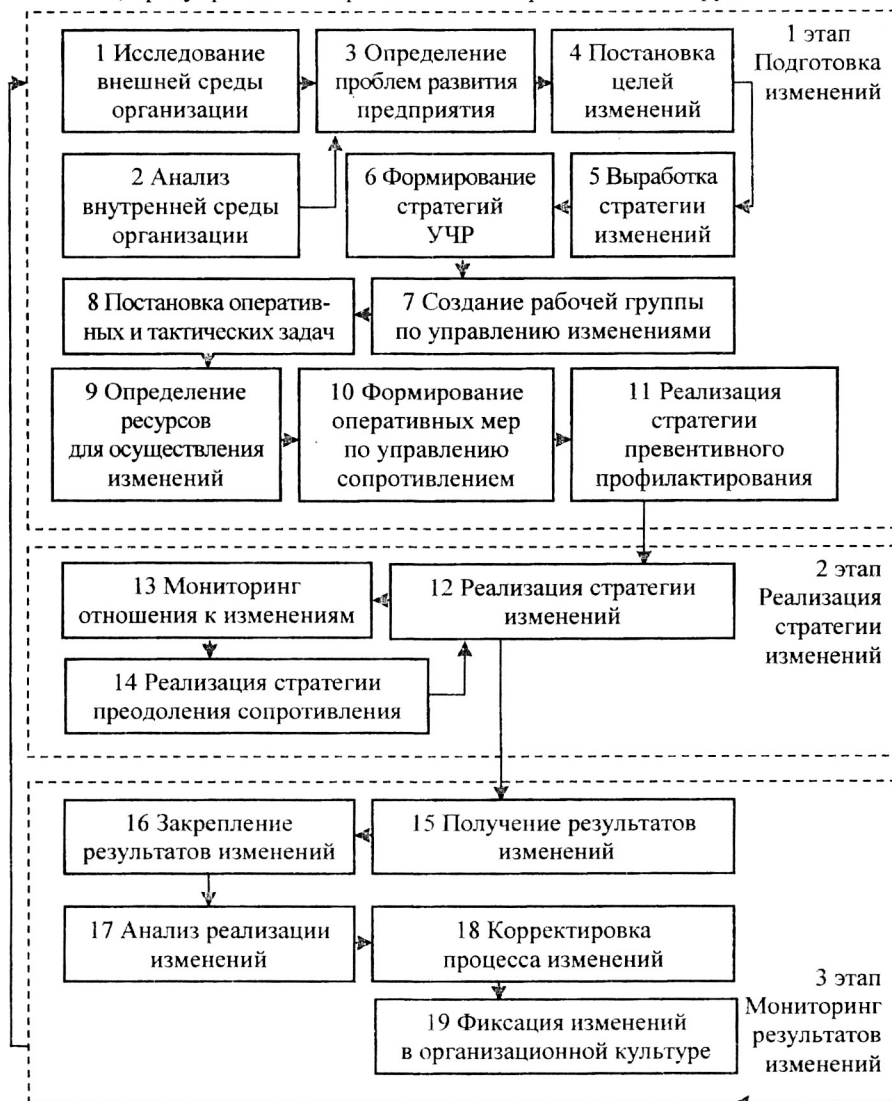 1 Исследование
внешней среды
организации
3 Определение
проблем развития
предприятия
4 Постановка
целей
изменений
1 этап
Подготовка
изменений
2 Анализ
внутренней среды
организации
6 Формирование
стратегий
УЧР
5 Выработка
стратегии
изменений
8 Постановка оператив-
ных и тактических задач
7 Создание рабочей группы
по управлению изменениями
9 Определение
ресурсов
для осуществления
изменений
10 Формирование
оперативных мер
по управлению
сопротивлением
11 Реализация
стратегии
превентивного
профилактирования
13 Мониторинг
отношения к изменениям
12 Реализация стратегии
изменений
2 этап
Реализация
стратегии
изменений
14 Реализация стратегии
преодоления сопротивления
16 Закрепление
результатов изменений
15 Получение результатов
изменений
17 Анализ реализации
изменений
18 Корректировка
процесса изменений
19 Фиксация изменений
в организационной культуре
3 этап
Мониторинг
результатов
изменений